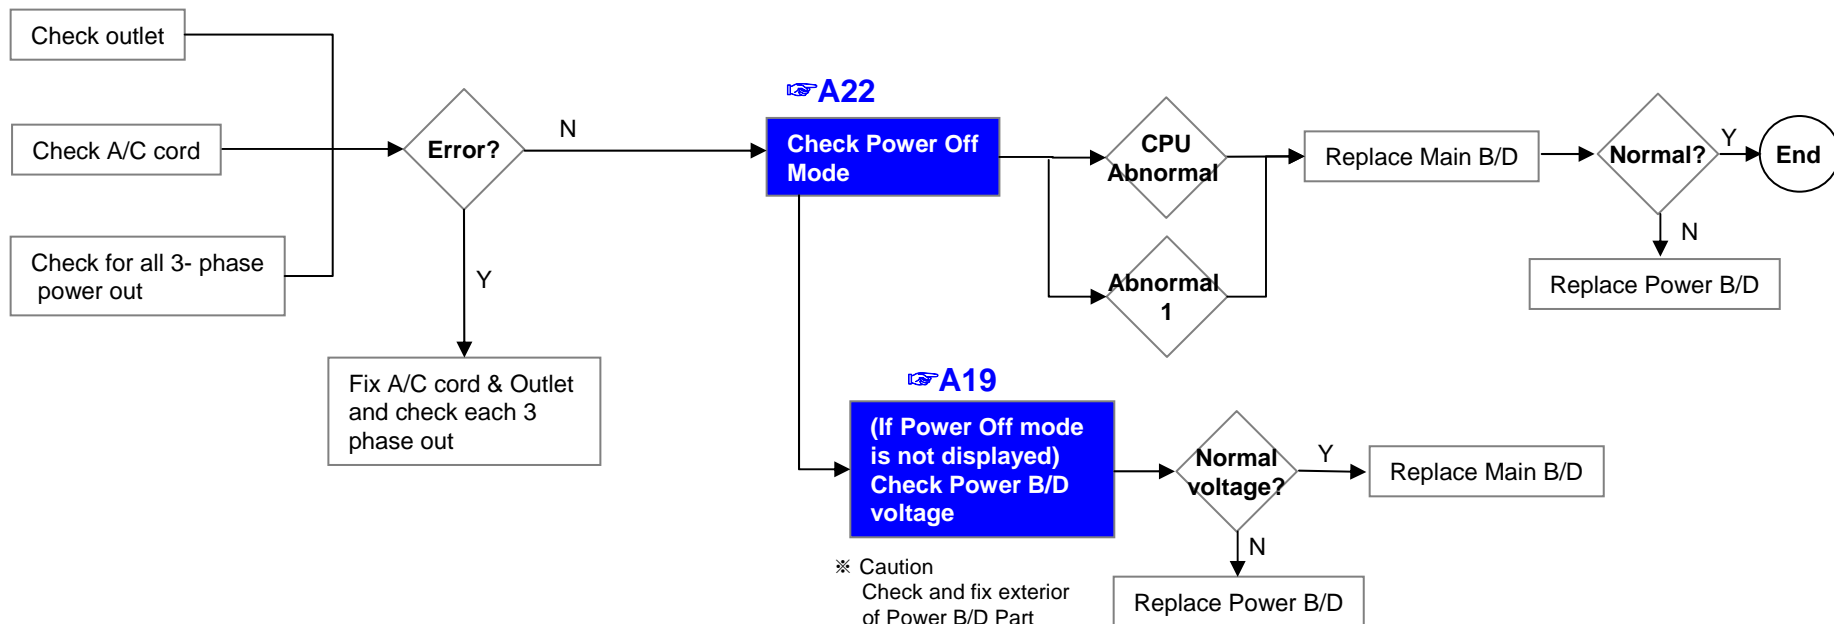 Check outlet
Check A/C cord
Check for all 3- phase
power out
Error?
N
Y
Fix A/C cord & Outlet
and check each 3
phase out
☞A22
Check Power Off
Mode
CPU
Abnormal
Abnormal
1
Replace Main B/D
Normal?
Y
End
N
Replace Power B/D
☞A19
(If Power Off mode
is not displayed)
Check Power B/D
voltage
※ Caution
Check and fix exterior
of Power B/D Part
Normal
voltage?
Y
Replace Main B/D
N
Replace Power B/D